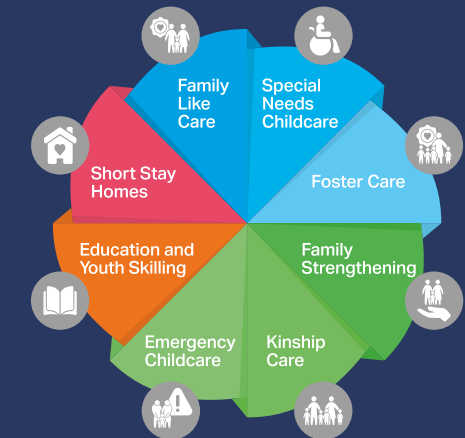 Family
Like
Care
Special
Needs
Childcare
Foster Care
Family
Strengthening
Kinship
Care
Emergency
Childcare
Education and
Youth Skilling
Short Stay
Homes